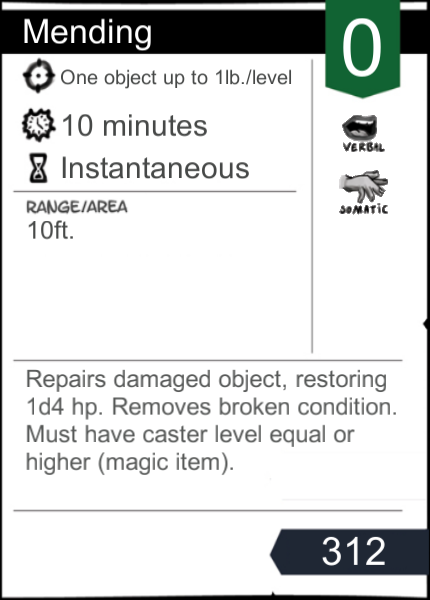 Mending
0
One object up to 1lb./level
10 minutes
Instantaneous
VERBAL
SOMATIC
RANGE/AREA
10ft.
Repairs damaged object, restoring
1d4 hp. Removes broken condition.
Must have caster level equal or
higher (magic item).
312